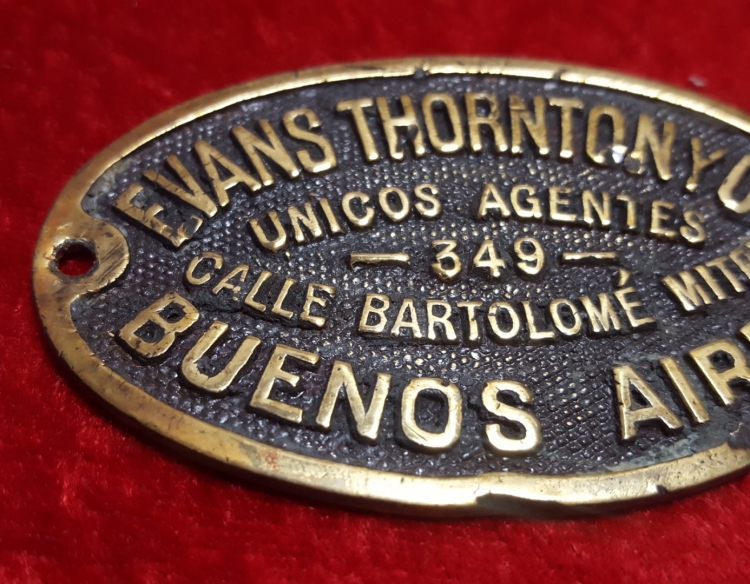 EVANS THORNTON Y C
UNICOS AGENTES
— 349 —
CALLE BARTOLOMÉ MITR
BUENOS AIR